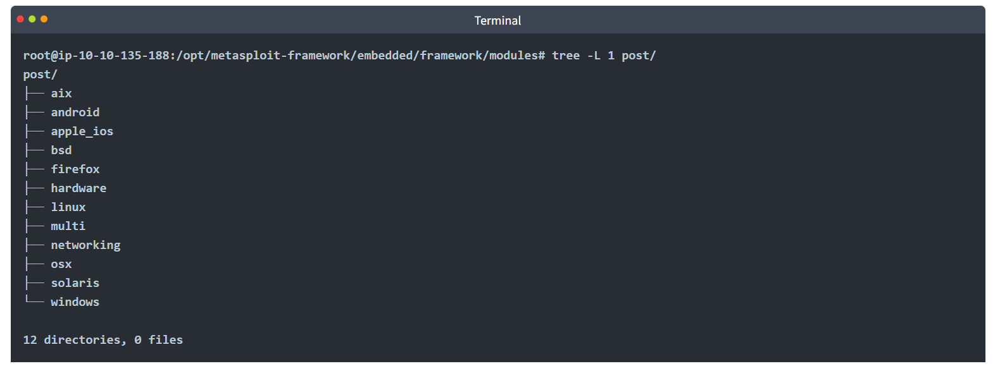 Terminal
root@ip-10-10-135-188:/opt/metasploit-framework/embedded/framework/modules# tree -L 1 post/
post/
├── aix
├── android
├── apple_ios
├── bsd
├── firefox
├── hardware
├── linux
├── multi
├── networking
├── osx
├── solaris
└── windows
12 directories, 0 files